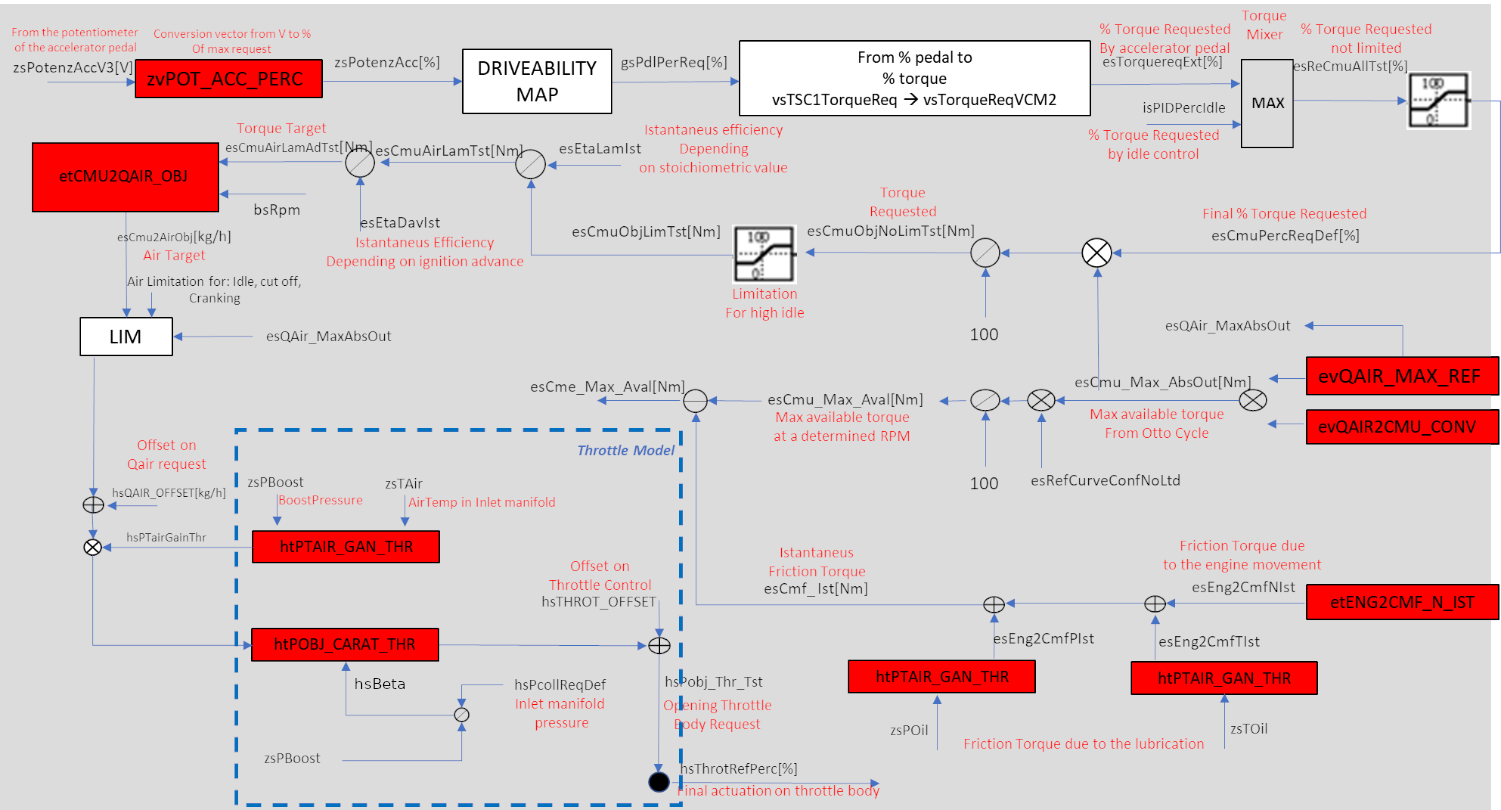 From the potentiometer
of the accelerator pedal
zsPotenzAccV3[V]
Conversion vector from V to %
Of max request
zvPOT_ACC_PERC
zsPotenzAcc[%]
DRIVEABILITY
MAP
gsPdlPerReq[%]
From % pedal to
% torque
vsTSC1TorqueReq → vsTorqueReqVCM2
% Torque Requested
By accelerator pedal
esTorquereqExt[%]
Torque
Mixer
MAX
isPIDPercIdle
% Torque Requested
by idle control
% Torque Requested
not limited
esReCmuAllTst[%]
100
0
Torque Target
esCmuAirLamAdTst[Nm]
etCMU2QAIR_OBJ
bsRpm
esCmuAirLamTst[Nm]
esEtaDavIst
Istantaneus Efficiency
Depending on ignition advance
Istantaneus efficiency
Depending
on stoichiometric value
esEtaLamIst
esCmuObjLimTst[Nm]
100
0
Limitation
For high idle
Torque
Requested
esCmuObjNoLimTst[Nm]
100
Final % Torque Requested
esCmuPercReqDef[%]
esCmu2AirObj[kg/h]
Air Target
Air Limitation for: Idle, cut off,
Cranking
LIM
esQAir_MaxAbsOut
esQAir_MaxAbsOut
evQAIR_MAX_REF
evQAIR2CMU_CONV
esCmu_Max_AbsOut[Nm]
Max available torque
From Otto Cycle
esRefCurveConfNoLtd
100
esCmu_Max_Aval[Nm]
Max available torque
at a determined RPM
esCme_Max_Aval[Nm]
Offset on
Qair request
hsQAIR_OFFSET[kg/h]
hsPTairGainThr
Throttle Model
zsPBoost
BoostPressure
zsTAir
AirTemp in Inlet manifold
htPTAIR_GAN_THR
Offset on
Throttle Control
hsTHROT_OFFSET
htPOBJ_CARAT_THR
hsBeta
hsPcollReqDef
Inlet manifold
pressure
zsPBoost
hsPobj_Thr_Tst
Opening Throttle
Body Request
hsThrotRefPerc[%]
Final actuation on throttle body
Istantaneus
Friction Torque
esCmf_Ist[Nm]
Friction Torque due
to the engine movement
esEng2CmfNIst
etENG2CMF_N_IST
esEng2CmfPIst
esEng2CmfTIst
htPTAIR_GAN_THR
htPTAIR_GAN_THR
zsPOil
Friction Torque due to the lubrication
zsTOil